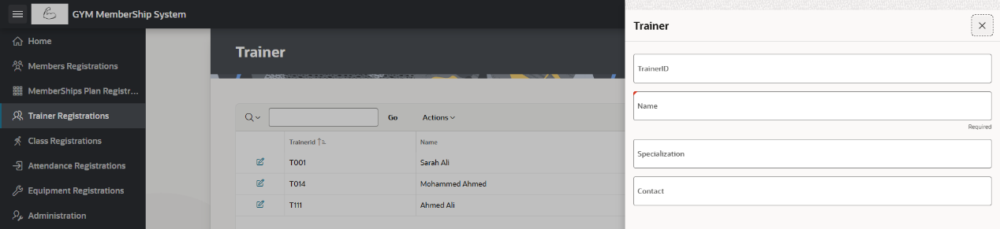 GYM MemberShip System
Home
Members Registrations
MemberShips Plan Registr...
Trainer Registrations
Class Registrations
Attendance Registrations
Equipment Registrations
Administration
Trainer
Go Actions
TrainerId Name
T001 Sarah Ali
T014 Mohammed Ahmed
T111 Ahmed Ali
Trainer
TrainerID
Name
Required
Specialization
Contact